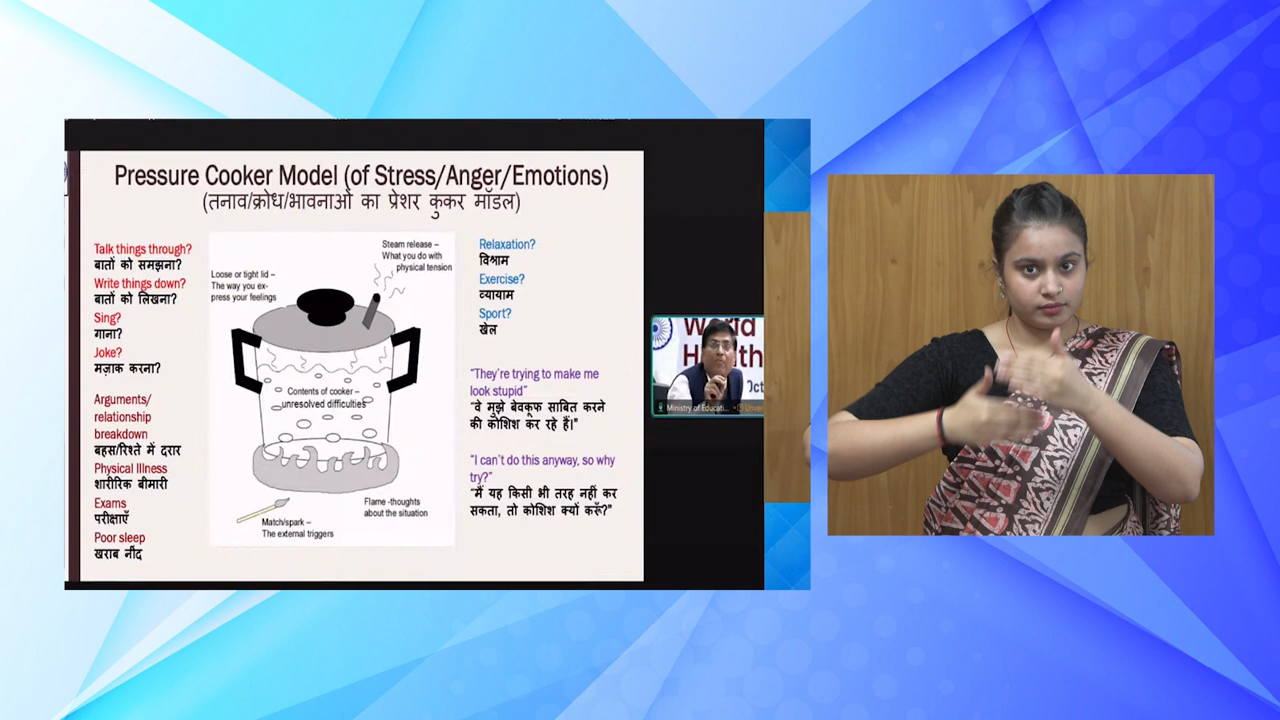 Pressure Cooker Model (of Stress/Anger/Emotions)
(तनाव/क्रोध/भावनाओं का प्रेशर कुकर मॉडल)
Talk things through?
बातों को समझना?
Write things down?
बातों को लिखना?
Sing?
गाना?
Joke?
मज़ाक करना?
Arguments/
relationship
breakdown
बहस/रिश्ते में दरार
Physical Illness
शारीरिक बीमारी
Exams
परीक्षाएँ
Poor sleep
खराब नींद
Steam release –
What you do with
physical tension
Loose or tight lid –
The way you ex-
press your feelings
Contents of cooker –
unresolved difficulties
Flame -thoughts
about the situation
Match/spark –
The external triggers
Relaxation?
विश्राम
Exercise?
व्यायाम
Sport?
खेल
"They're trying to make me
look stupid"
"वे मुझे बेवकूफ साबित करने
की कोशिश कर रहे हैं।"
"I can't do this anyway, so why
try?"
"मैं यह किसी भी तरह नहीं कर
सकता, तो कोशिश क्यों करूँ?"
World
Health
Oct
Ministry of Educati...